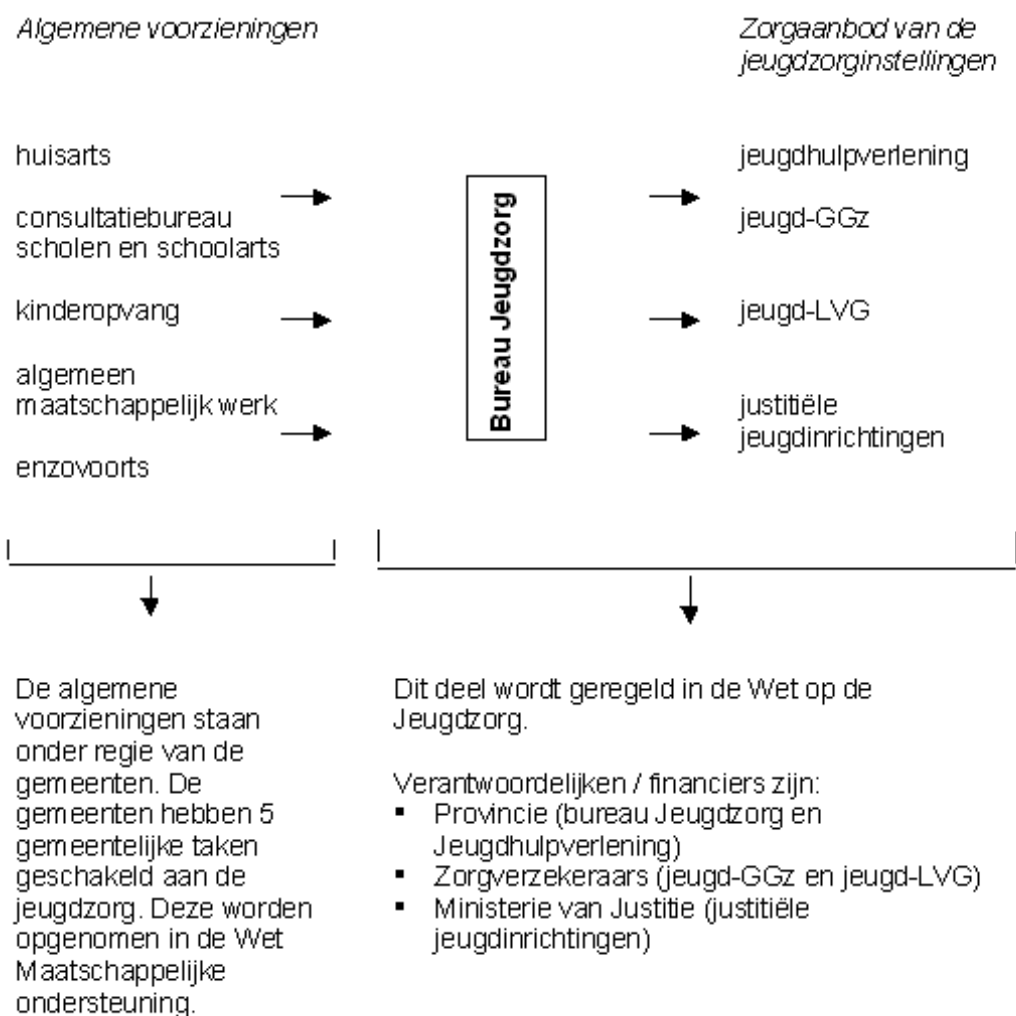 Algemene voorzieningen
Zorgaanbod van de
jeugdzorginstellingen
huisarts
consultatiebureau
scholen en schoolarts
kinderopvang
algemeen
maatschappelijk werk
enzovoorts
Bureau Jeugdzorg
jeugdhulpverlening
jeugd-GGz
jeugd-LVG
justitiële
jeugdinrichtingen
De algemene
voorzieningen staan
onder regie van de
gemeenten. De
gemeenten hebben 5
gemeentelijke taken
geschakeld aan de
jeugdzorg. Deze worden
opgenomen in de Wet
Maatschappelijke
ondersteuning.
Dit deel wordt geregeld in de Wet op de
Jeugdzorg.
Verantwoordelijken / financiers zijn:
▪ Provincie (bureau Jeugdzorg en
Jeugdhulpverlening)
▪ Zorgverzekeraars (jeugd-GGz en jeugd-LVG)
▪ Ministerie van Justitie (justitiële
jeugdinrichtingen)